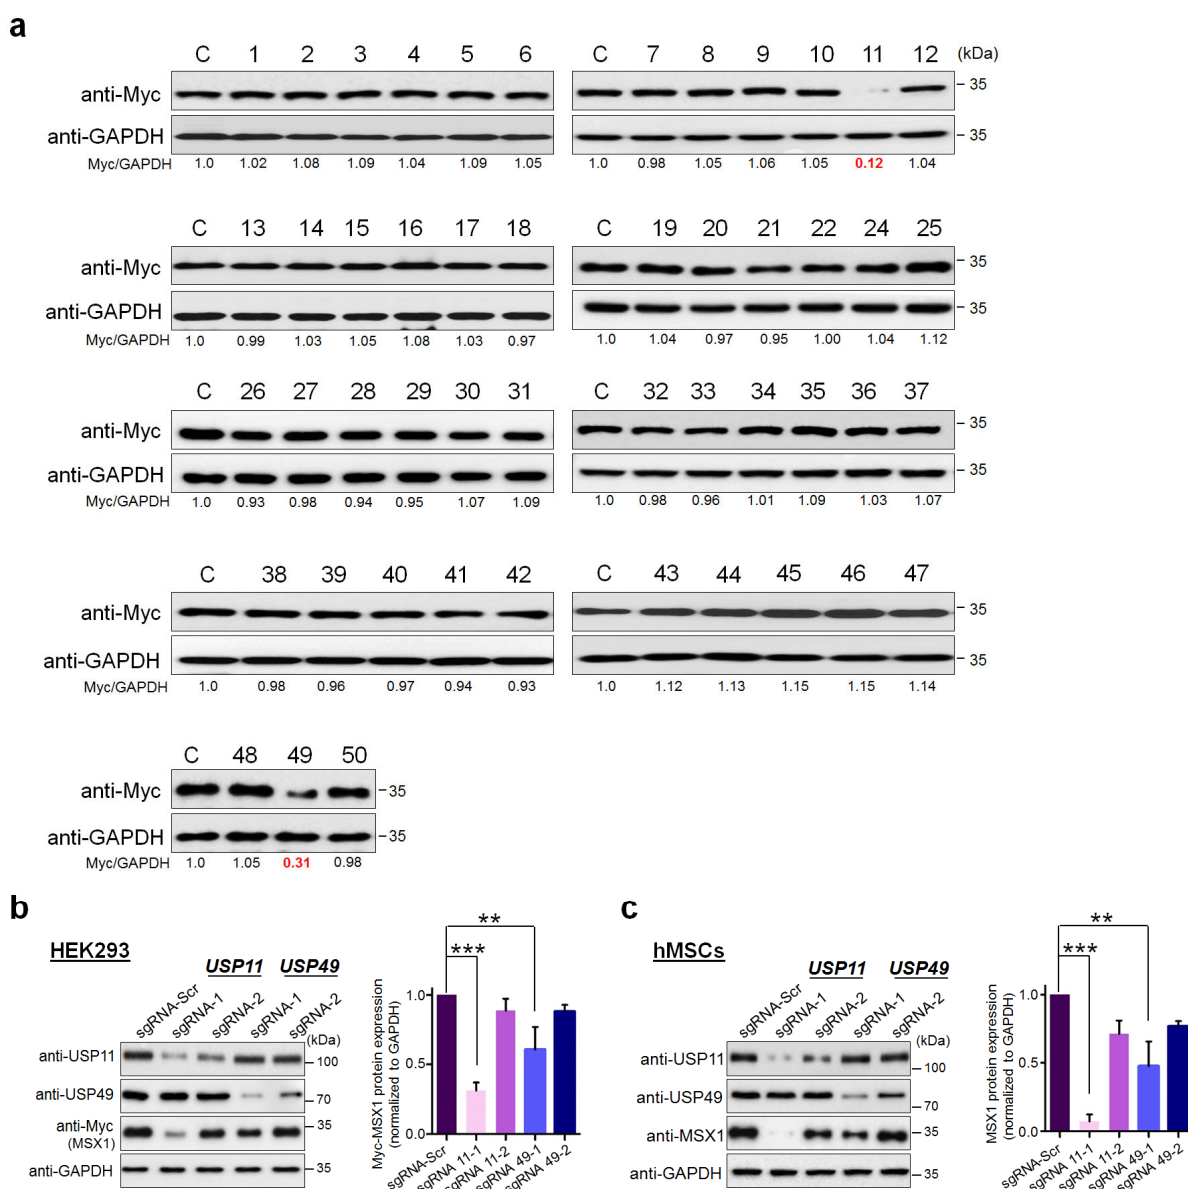 a
C 1 2 3 4 5 6
anti-Myc
anti-GAPDH
Myc/GAPDH 1.0 1.02 1.08 1.09 1.04 1.09 1.05
C 7 8 9 10 11 12 (kDa)
35
35
1.0 0.98 1.05 1.06 1.05 0.12 1.04
C 13 14 15 16 17 18
anti-Myc
anti-GAPDH
Myc/GAPDH 1.0 0.99 1.03 1.05 1.08 1.03 0.97
C 19 20 21 22 24 25
35
35
1.0 1.04 0.97 0.95 1.00 1.04 1.12
C 26 27 28 29 30 31
anti-Myc
anti-GAPDH
Myc/GAPDH 1.0 0.93 0.98 0.94 0.95 1.07 1.09
C 32 33 34 35 36 37
35
35
1.0 0.98 0.96 1.01 1.09 1.03 1.07
C 38 39 40 41 42
anti-Myc
anti-GAPDH
Myc/GAPDH 1.0 0.98 0.96 0.97 0.94 0.93
C 43 44 45 46 47
35
35
1.0 1.12 1.13 1.15 1.15 1.14
C 48 49 50
anti-Myc 35
anti-GAPDH 35
Myc/GAPDH 1.0 1.05 0.31 0.98
b
HEK293
USP11 USP49
sgRNA-Scr sgRNA-1 sgRNA-2 sgRNA-1 sgRNA-2
(kDa)
anti-USP11 100
anti-USP49 70
anti-Myc 35
(MSX1)
anti-GAPDH 35
Myc-MSX1 protein expression
(normalized to GAPDH)
**
***
1.0
0.5
0.0
sgRNA-Scr sgRNA 11-1 sgRNA 11-2 sgRNA 49-1 sgRNA 49-2
c
hMSCs
USP11 USP49
sgRNA-Scr sgRNA-1 sgRNA-2 sgRNA-1 sgRNA-2
(kDa)
anti-USP11 100
anti-USP49 70
anti-MSX1 35
anti-GAPDH 35
MSX1 protein expression
(normalized to GAPDH)
**
***
1.0
0.5
0.0
sgRNA-Scr sgRNA 11-1 sgRNA 11-2 sgRNA 49-1 sgRNA 49-2